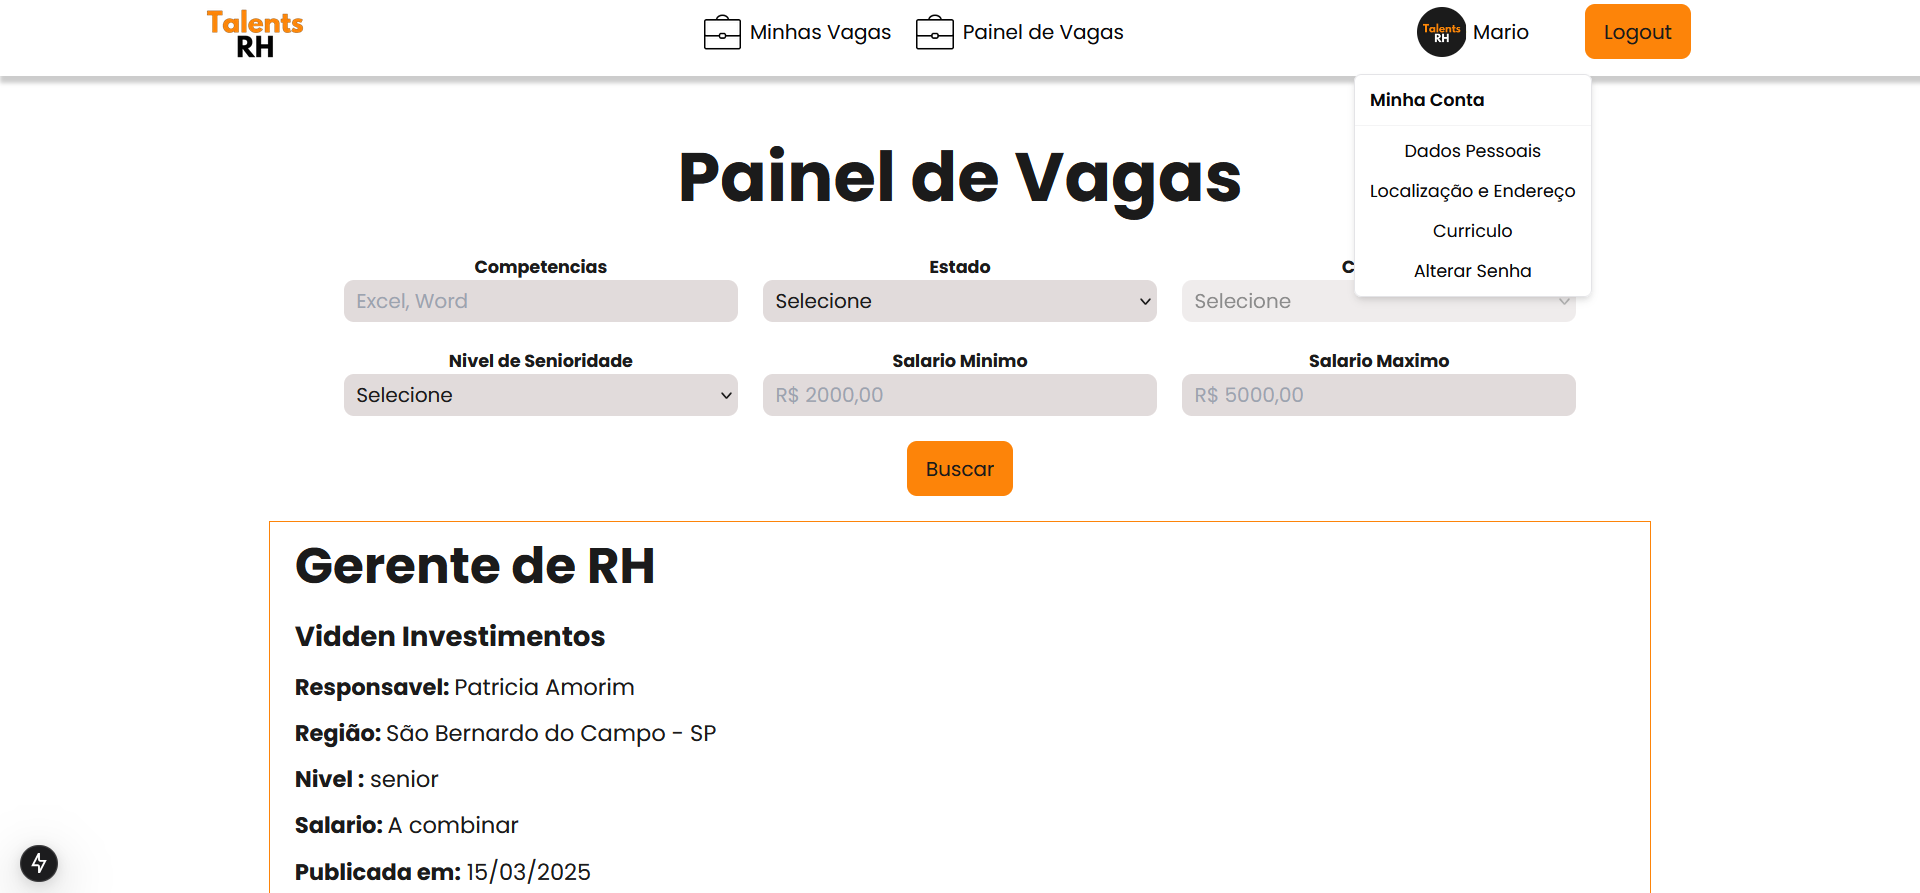 Talents
RH
Minhas Vagas
Painel de Vagas
Talents
RH
Mario
Logout
Minha Conta
Dados Pessoais
Localização e Endereço
Curriculo
Alterar Senha
Painel de Vagas
Competencias
Excel, Word
Estado
Selecione
C
Selecione
Nivel de Senioridade
Selecione
Salario Minimo
R$ 2000,00
Salario Maximo
R$ 5000,00
Buscar
Gerente de RH
Vidden Investimentos
Responsavel: Patricia Amorim
Região: São Bernardo do Campo - SP
Nivel : senior
Salario: A combinar
Publicada em: 15/03/2025